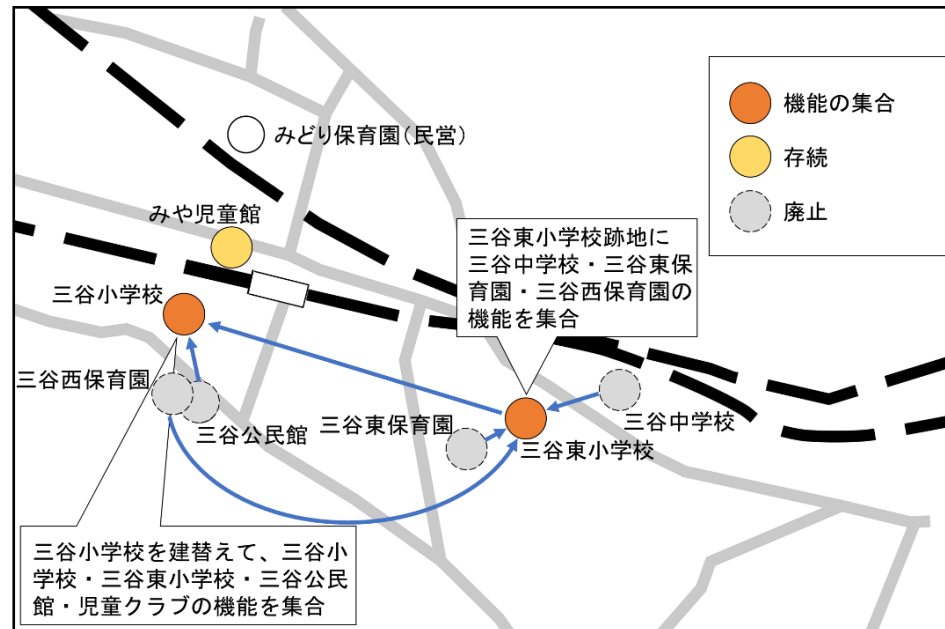 機能の集合
存続
廃止
みどり保育園(民営)
みや児童館
三谷小学校
三谷東小学校跡地に
三谷中学校・三谷東保
育園・三谷西保育園の
機能を集合
三谷西保育園
三谷公民館
三谷東保育園
三谷中学校
三谷東小学校
三谷小学校を建替えて、三谷小
学校・三谷東小学校・三谷公民
館・児童クラブの機能を集合